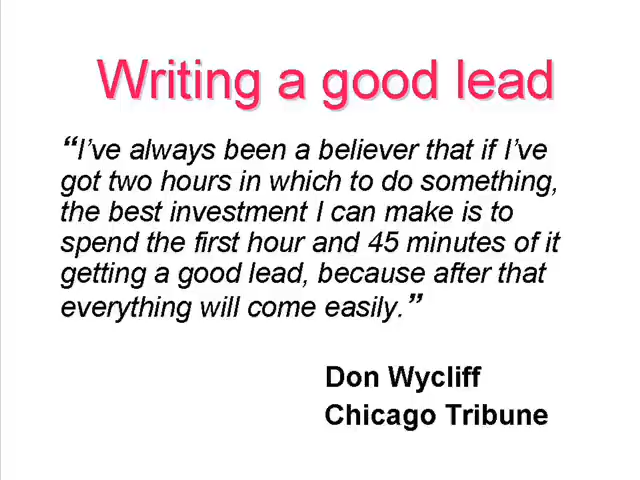 Writing a good lead
“I’ve always been a believer that if I’ve
got two hours in which to do something,
the best investment I can make is to
spend the first hour and 45 minutes of it
getting a good lead, because after that
everything will come easily.”
Don Wycliff
Chicago Tribune